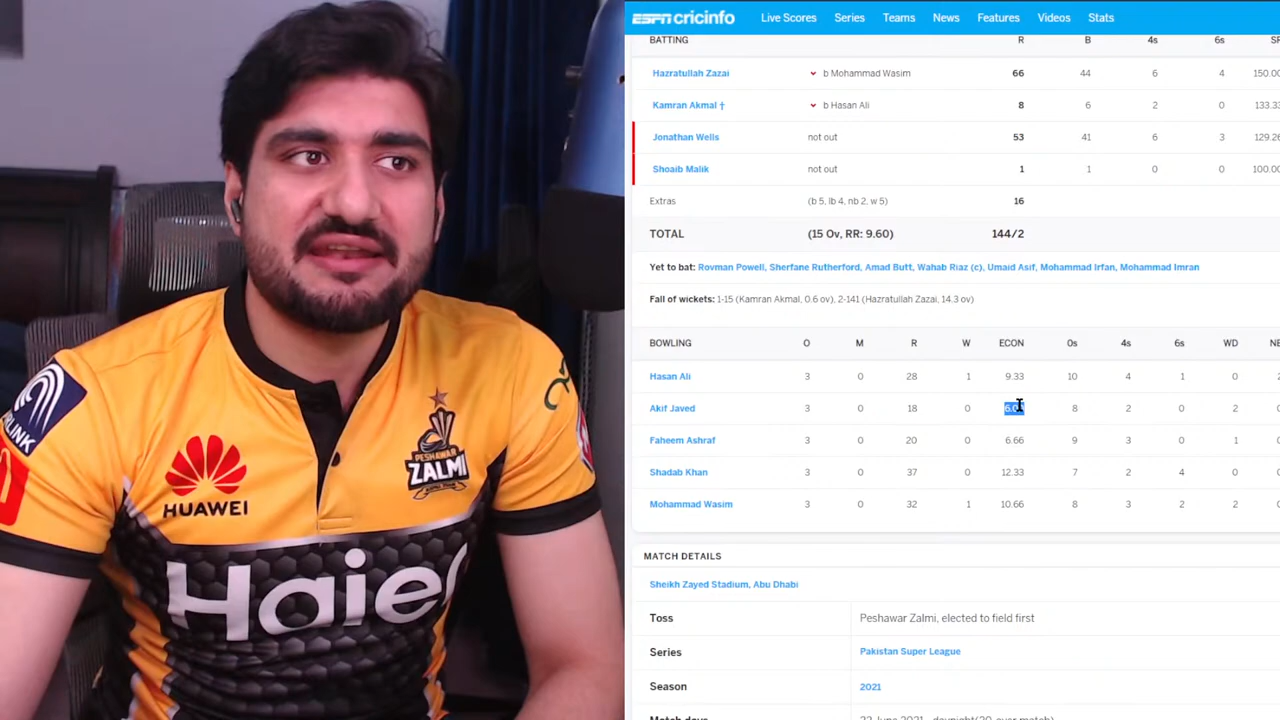 ESPN cricinfo Live Scores Series Teams News Features Videos Stats
BATTING R B 4s 6s
Hazratullah Zazai b Mohammad Wasim 66 44 6 4
Kamran Akmal † b Hasan Ali 8 6 2 0
Jonathan Wells not out 53 41 6 3
Shoaib Malik not out 1 1 0 0
Extras (b 5, lb 4, nb 2, w 5) 16
TOTAL (15 Ov, RR: 9.60) 144/2
Yet to bat: Rovman Powell, Sherfane Rutherford, Amad Butt, Wahab Riaz (c), Umaid Asif, Mohammad Irfan, Mohammad Imran
Fall of wickets: 1-15 (Kamran Akmal, 0.6 ov), 2-141 (Hazratullah Zazai, 14.3 ov)
BOWLING O M R W ECON 0s 4s 6s WD
Hasan Ali 3 0 28 1 9.33 10 4 1 0
Akif Javed 3 0 18 0 8 2 0 2
Faheem Ashraf 3 0 20 0 6.66 9 3 0 1
Shadab Khan 3 0 37 0 12.33 7 2 4 0
Mohammad Wasim 3 0 32 1 10.66 8 3 2 2
MATCH DETAILS
Sheikh Zayed Stadium, Abu Dhabi
Toss Peshawar Zalmi, elected to field first
Series Pakistan Super League
Season 2021
PESHAWAR
ZALMI
HUAWEI
Haier